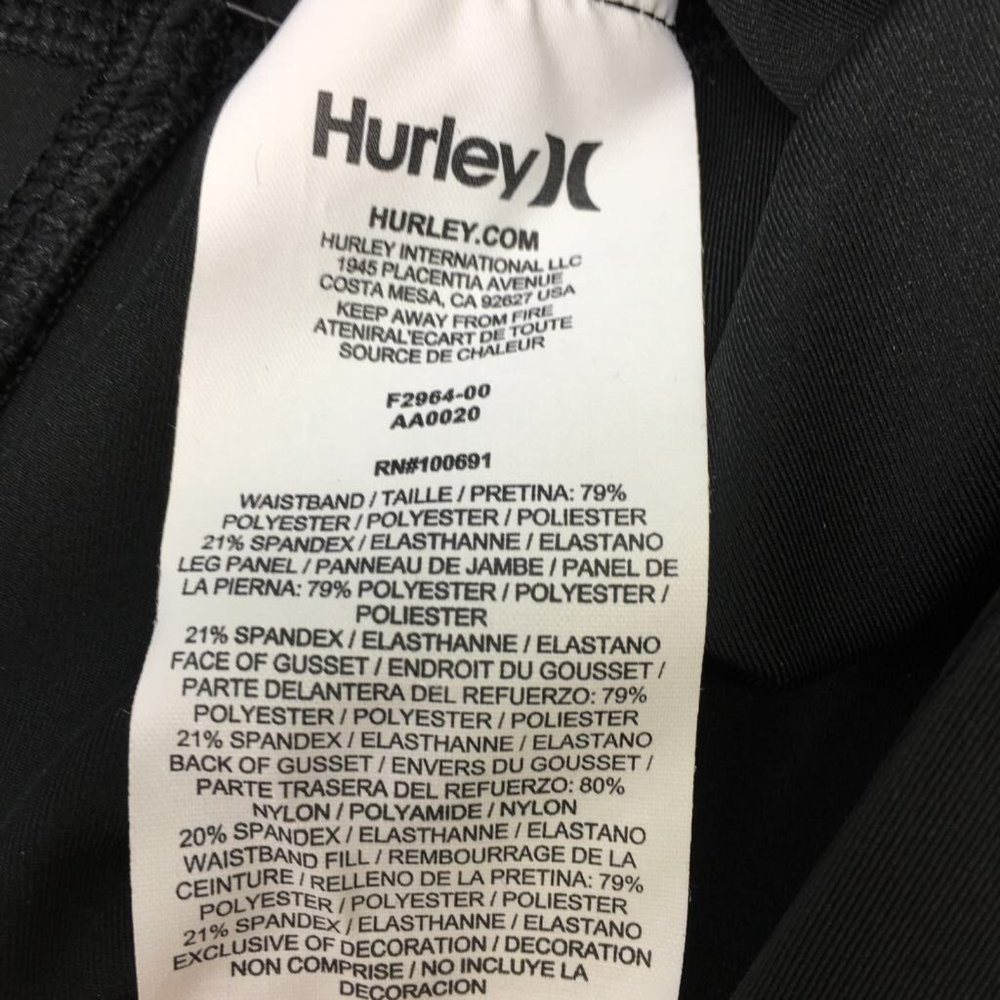 Hurley
HURLEY.COM
HURLEY INTERNATIONAL LLC
1945 PLACENTIA AVENUE
COSTA MESA, CA 92627 USA
KEEP AWAY FROM FIRE
ATENIRAL'ECART DE TOUTE
SOURCE DE CHALEUR
F2964-00
AA0020
RN#100691
WAISTBAND / TAILLE / PRETINA: 79%
POLYESTER / POLYESTER / POLIESTER
21% SPANDEX / ELASTHANNE / ELASTANO
LEG PANEL / PANNEAU DE JAMBE / PANEL DE
LA PIERNA: 79% POLYESTER / POLYESTER /
POLIESTER
21% SPANDEX / ELASTHANNE / ELASTANO
FACE OF GUSSET / ENDROIT DU GOUSSET /
PARTE DELANTERA DEL REFUERZO: 79%
POLYESTER / POLYESTER / POLIESTER
21% SPANDEX / ELASTHANNE / ELASTANO
BACK OF GUSSET / ENVERS DU GOUSSET /
PARTE TRASERA DEL REFUERZO: 80%
NYLON / POLYAMIDE / NYLON
20% SPANDEX / ELASTHANNE / ELASTANO
WAISTBAND FILL / REMBOURRAGE DE LA
CEINTURE / RELLENO DE LA PRETINA: 79%
POLYESTER / POLYESTER / POLIESTER
21% SPANDEX / ELASTHANNE / ELASTANO
EXCLUSIVE OF DECORATION / DECORATION
NON COMPRISE / NO INCLUYE LA
DECORACION